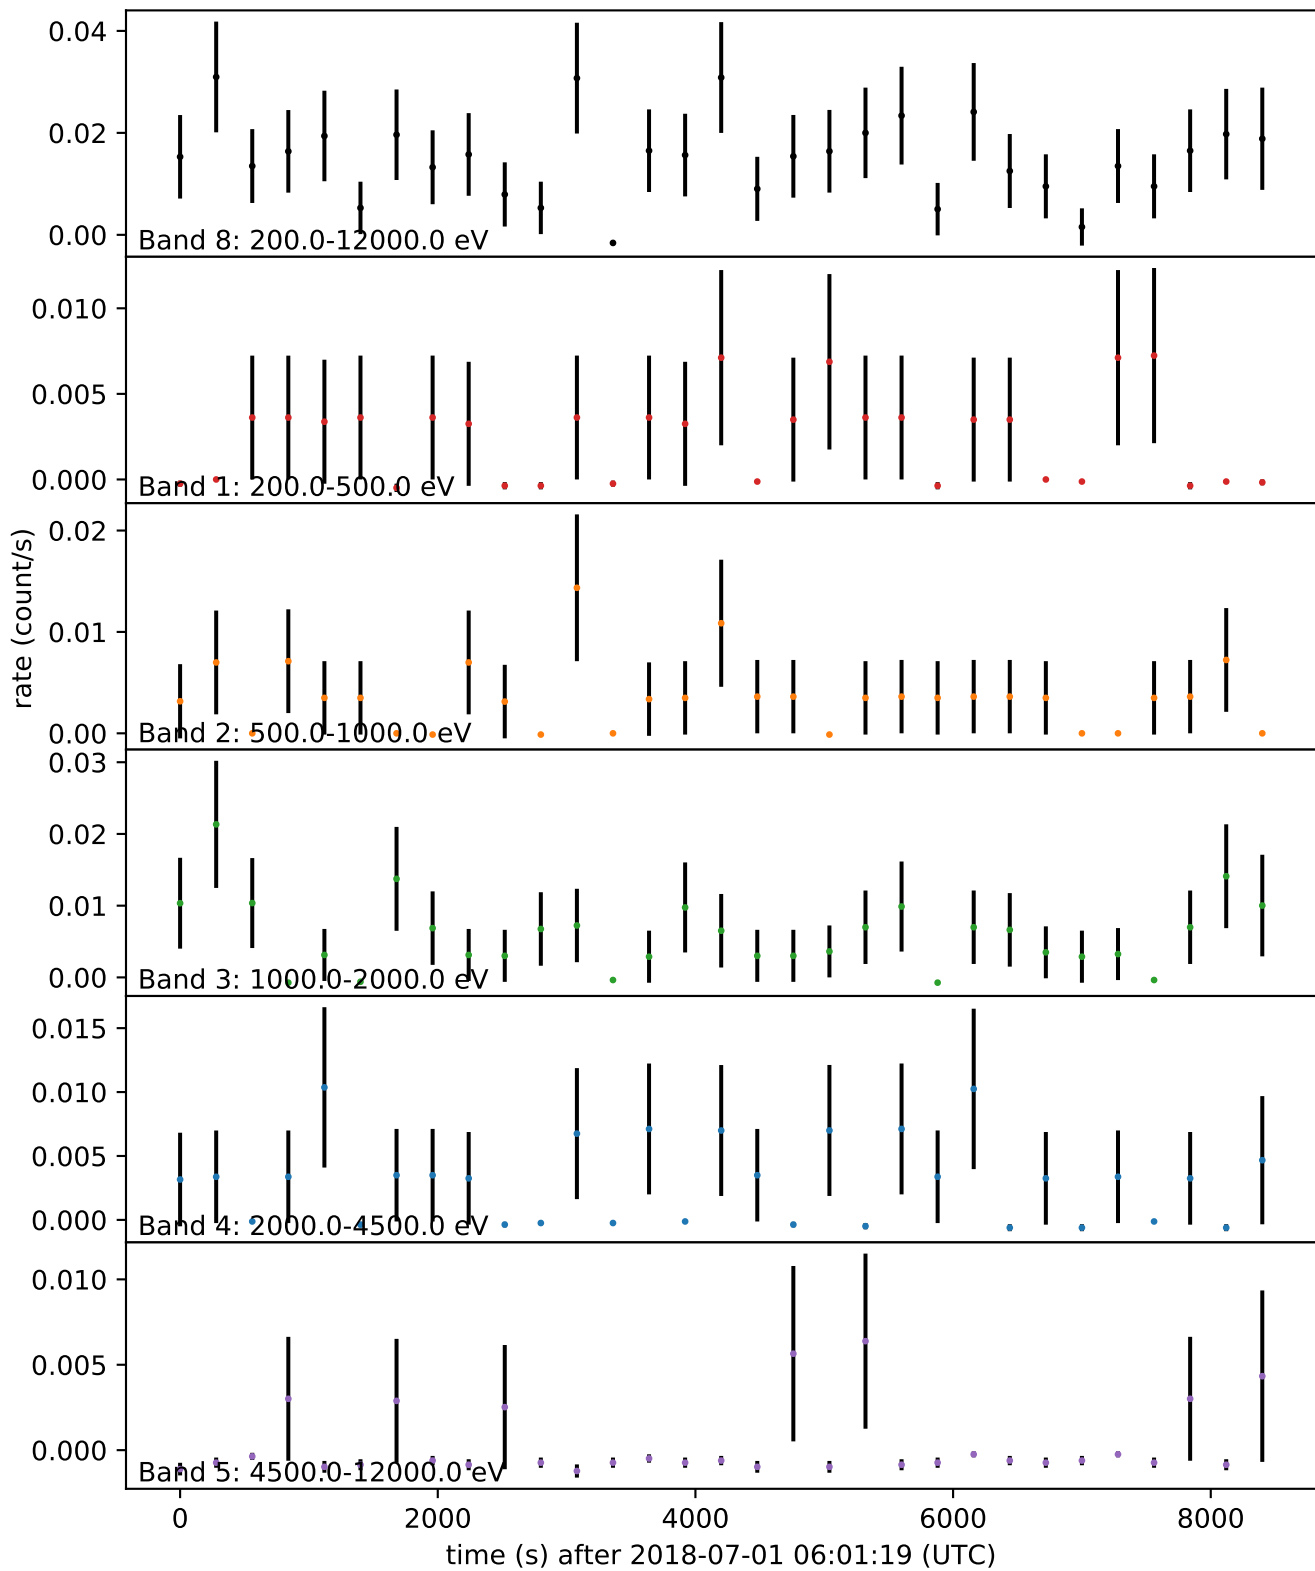 0.04
0.02
0.00
Band 8: 200.0-12000.0 eV
0.010
0.005
0.000
Band 1: 200.0-500.0 eV
0.02
0.01
0.00
Band 2: 500.0-1000.0 eV
rate (count/s)
0.03
0.02
0.01
0.00
Band 3: 1000.0-2000.0 eV
0.015
0.010
0.005
0.000
Band 4: 2000.0-4500.0 eV
0.010
0.005
0.000
Band 5: 4500.0-12000.0 eV
0 2000 4000 6000 8000
time (s) after 2018-07-01 06:01:19 (UTC)